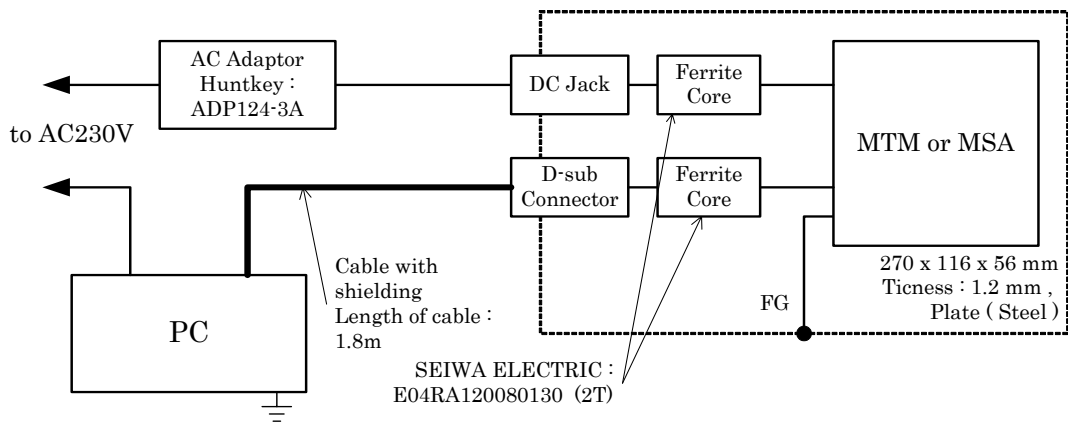 AC Adaptor
Huntkey :
ADP124-3A
to AC230V
DC Jack
Ferrite
Core
MTM or MSA
D-sub
Connector
Ferrite
Core
270 x 116 x 56 mm
Ticness : 1.2 mm ,
Plate ( Steel )
FG
Cable with
shielding
Length of cable :
1.8m
PC
SEIWA ELECTRIC :
E04RA120080130 (2T)